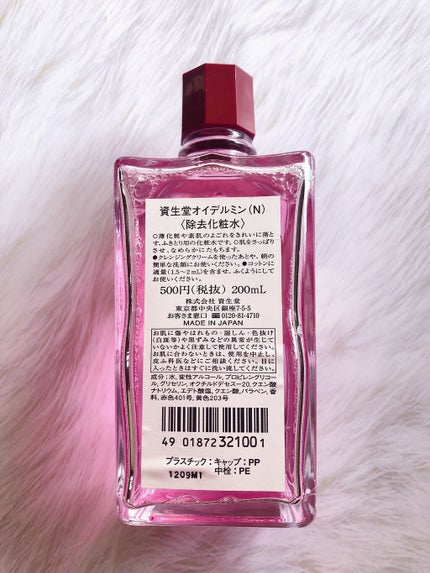 資生堂オイデルミン(N)
〈除去化粧水〉
○薄化粧や素肌のよごれをきれいに落と
す、ふきとり用の化粧水です。○肌をさっぱり
させ、なめらかにたもちます。
●クレンジングクリームを使ったあとや、朝の
簡単な洗顔にお使いください。●コットンに
適量(1.5〜2mL)を含ませ、ふくようにして
お使いください。
500円(税抜) 200mL
株式会社 資生堂
東京都中央区銀座7-5-5
お客さま窓口 0120-81-4710
MADE IN JAPAN
お肌に傷やはれもの・湿しん・色抜け
(白斑等)や黒ずみなどの異常が生じ
ていないかよく注意して使用してください。
お肌に合わないときは、使用を中止し、
皮ふ科医などにご相談ください。目に
入ったときはすぐに洗い流してください。
成分:水、変性アルコール、プロピレングリコー
ル、グリセリン、オクチルドデセス-20、クエン酸
ナトリウム、エデト酸塩、クエン酸、パラベン、香
料、赤色401号、黄色203号
49 01872 321001
プラスチック:キャップ:PP
中栓:PE
1209M1